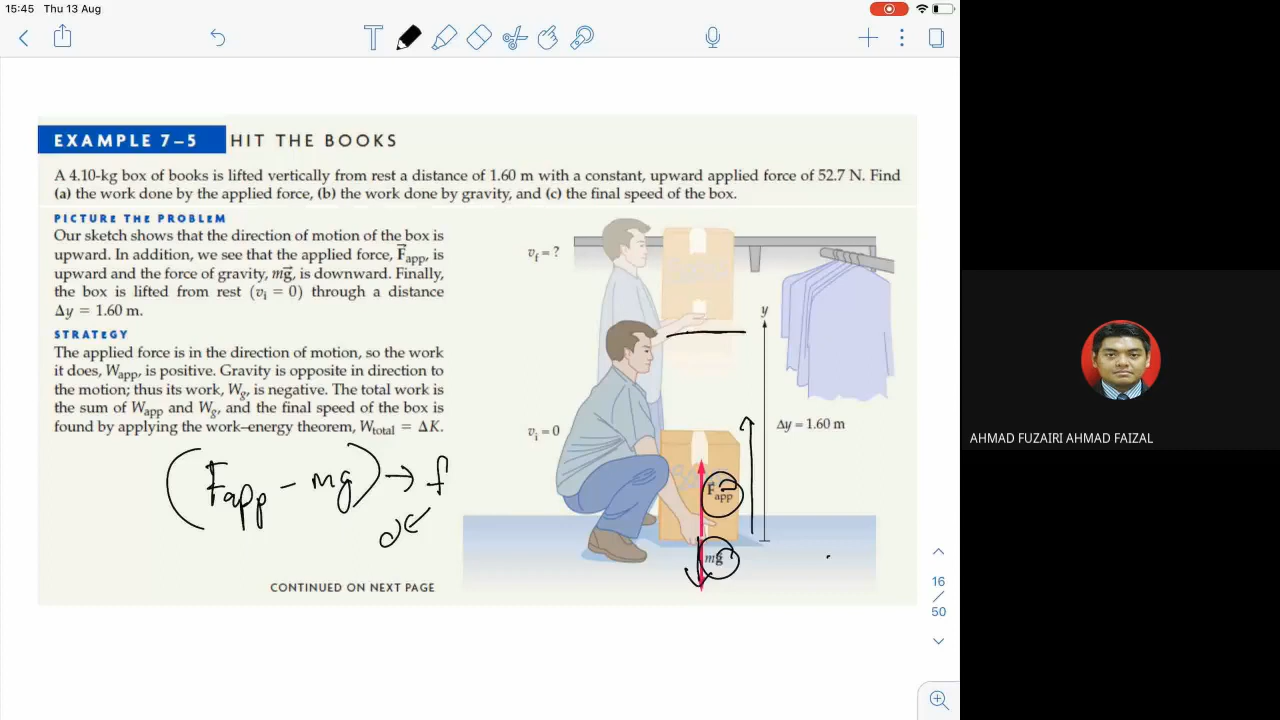 15:45 Thu 13 Aug
EXAMPLE 7–5 HIT THE BOOKS
A 4.10-kg box of books is lifted vertically from rest a distance of 1.60 m with a constant, upward applied force of 52.7 N. Find
(a) the work done by the applied force, (b) the work done by gravity, and (c) the final speed of the box.
PICTURE THE PROBLEM
Our sketch shows that the direction of motion of the box is
upward. In addition, we see that the applied force, F⃗app, is
upward and the force of gravity, mg⃗, is downward. Finally,
the box is lifted from rest (vi = 0) through a distance
Δy = 1.60 m.
STRATEGY
The applied force is in the direction of motion, so the work
it does, Wapp, is positive. Gravity is opposite in direction to
the motion; thus its work, Wg, is negative. The total work is
the sum of Wapp and Wg, and the final speed of the box is
found by applying the work–energy theorem, Wtotal = ΔK.
(Fapp − mg) → f
CONTINUED ON NEXT PAGE
vf = ?
y
vi = 0
Δy = 1.60 m
F⃗app
mg⃗
16
/
50
AHMAD FUZAIRI AHMAD FAIZAL